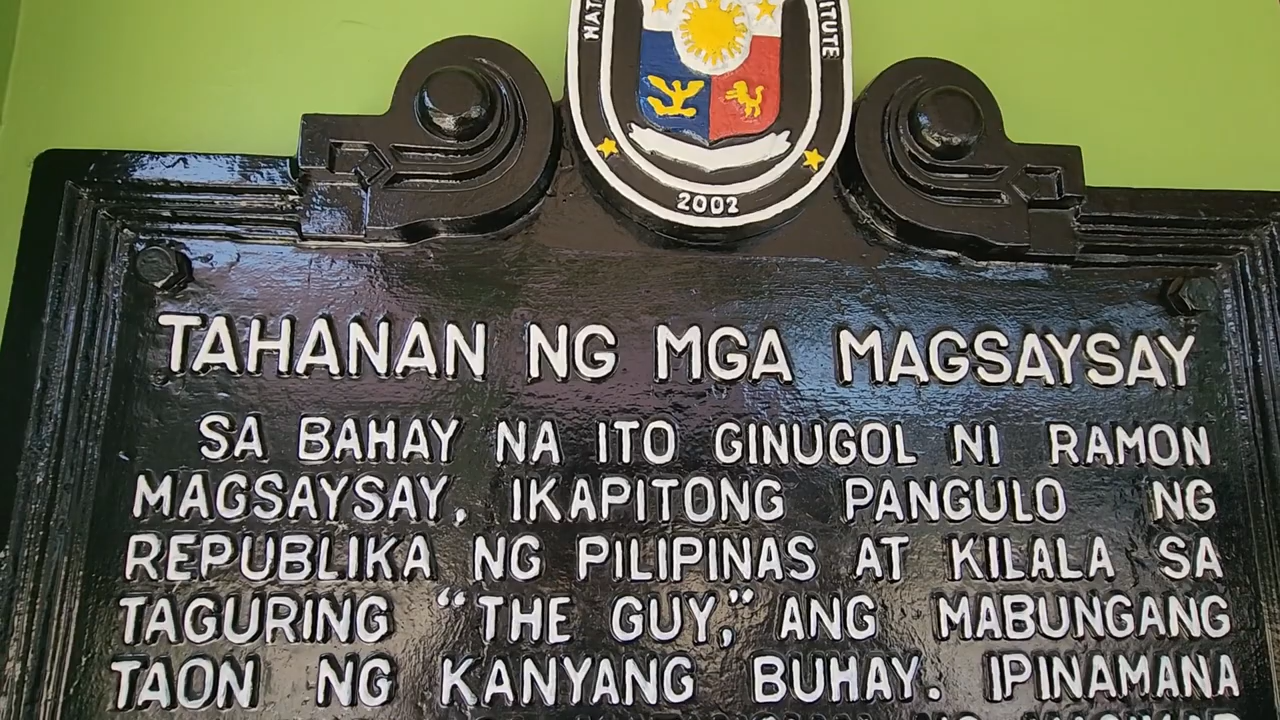 2002
TAHANAN NG MGA MAGSAYSAY
SA BAHAY NA ITO GINUGOL NI RAMON
MAGSAYSAY, IKAPITONG PANGULO NG
REPUBLIKA NG PILIPINAS AT KILALA SA
TAGURING "THE GUY," ANG MABUNGANG
TAON NG KANYANG BUHAY. IPINAMANA